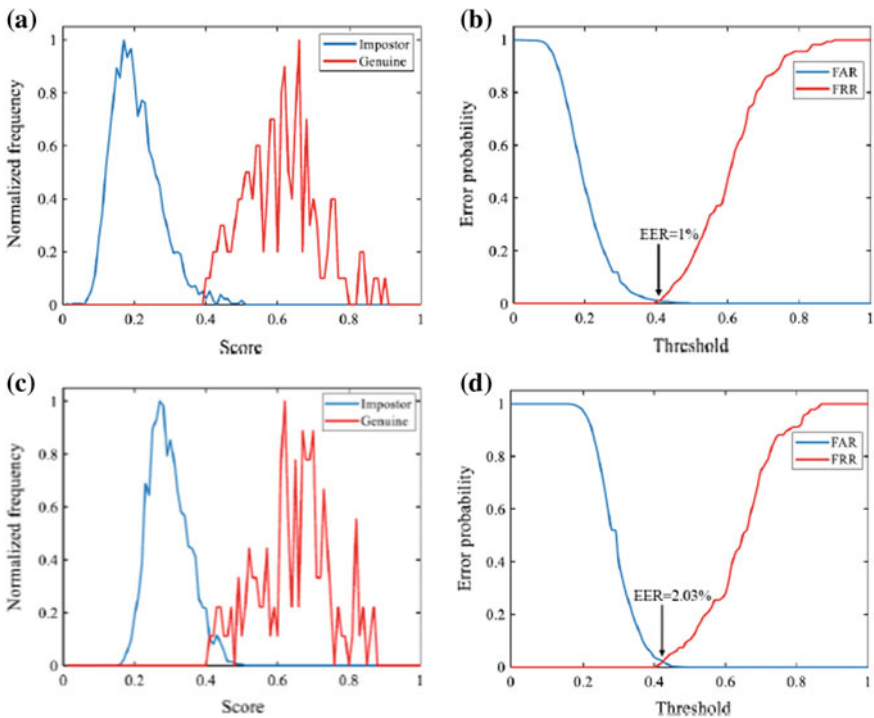 (a)
Normalized frequency
1
0.8
0.6
0.4
0.2
0
0
0.2
0.4
0.6
0.8
1
Score
Impostor
Genuine
(b)
Error probability
1
0.8
0.6
0.4
0.2
0
0
0.2
0.4
0.6
0.8
1
Threshold
FAR
FRR
EER=1%
(c)
Normalized frequency
1
0.8
0.6
0.4
0.2
0
0
0.2
0.4
0.6
0.8
1
Score
Impostor
Genuine
(d)
Error probability
1
0.8
0.6
0.4
0.2
0
0
0.2
0.4
0.6
0.8
1
Threshold
FAR
FRR
EER=2.03%